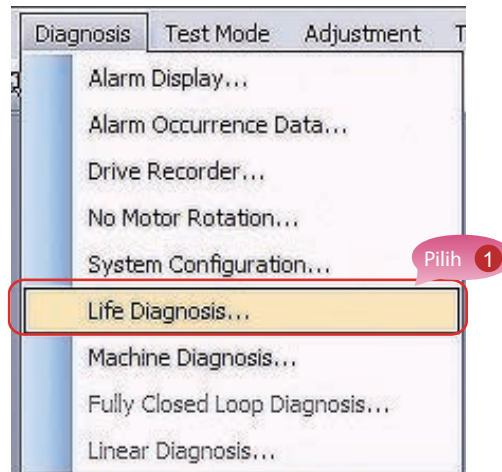 Diagnosis Test Mode Adjustment T
Alarm Display...
Alarm Occurrence Data...
Drive Recorder...
No Motor Rotation...
System Configuration...
Pilih 1
Life Diagnosis...
Machine Diagnosis...
Fully Closed Loop Diagnosis...
Linear Diagnosis...